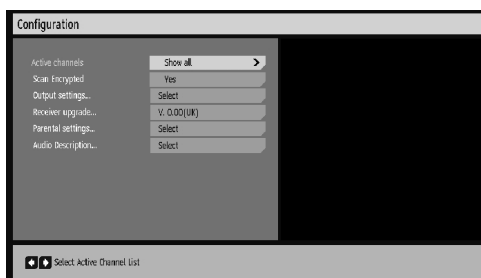 Configuration
Active channels Show all
Scan Encrypted Yes
Output settings... Select
Receiver upgrade... V. 0.00(UK)
Parental settings... Select
Audio Description... Select
Select Active Channel List